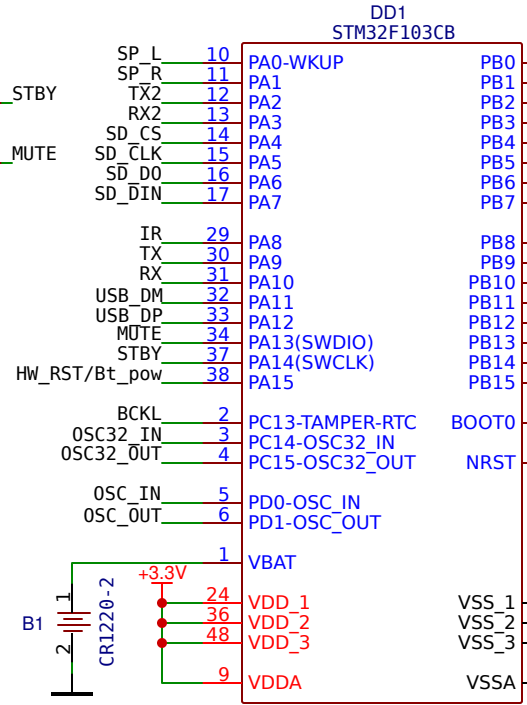 DD1
STM32F103CB
SP_L 10 PA0-WKUP PB0
SP_R 11 PA1 PB1
STBY TX2 12 PA2 PB2
RX2 13 PA3 PB3
SD_CS 14 PA4 PB4
MUTE SD_CLK 15 PA5 PB5
SD_DO 16 PA6 PB6
SD_DIN 17 PA7 PB7
IR 29 PA8 PB8
TX 30 PA9 PB9
RX 31 PA10 PB10
USB_DM 32 PA11 PB11
USB_DP 33 PA12 PB12
MUTE 34 PA13(SWDIO) PB13
STBY 37 PA14(SWCLK) PB14
HW_RST/Bt_pow 38 PA15 PB15
BCKL 2 PC13-TAMPER-RTC BOOT0
OSC32_IN 3 PC14-OSC32_IN
OSC32_OUT 4 PC15-OSC32_OUT NRST
OSC_IN 5 PD0-OSC_IN
OSC_OUT 6 PD1-OSC_OUT
1 VBAT
+3.3V
1 24 VDD_1 VSS_1
B1 CR1220-2 36 VDD_2 VSS_2
2 48 VDD_3 VSS_3
9 VDDA VSSA